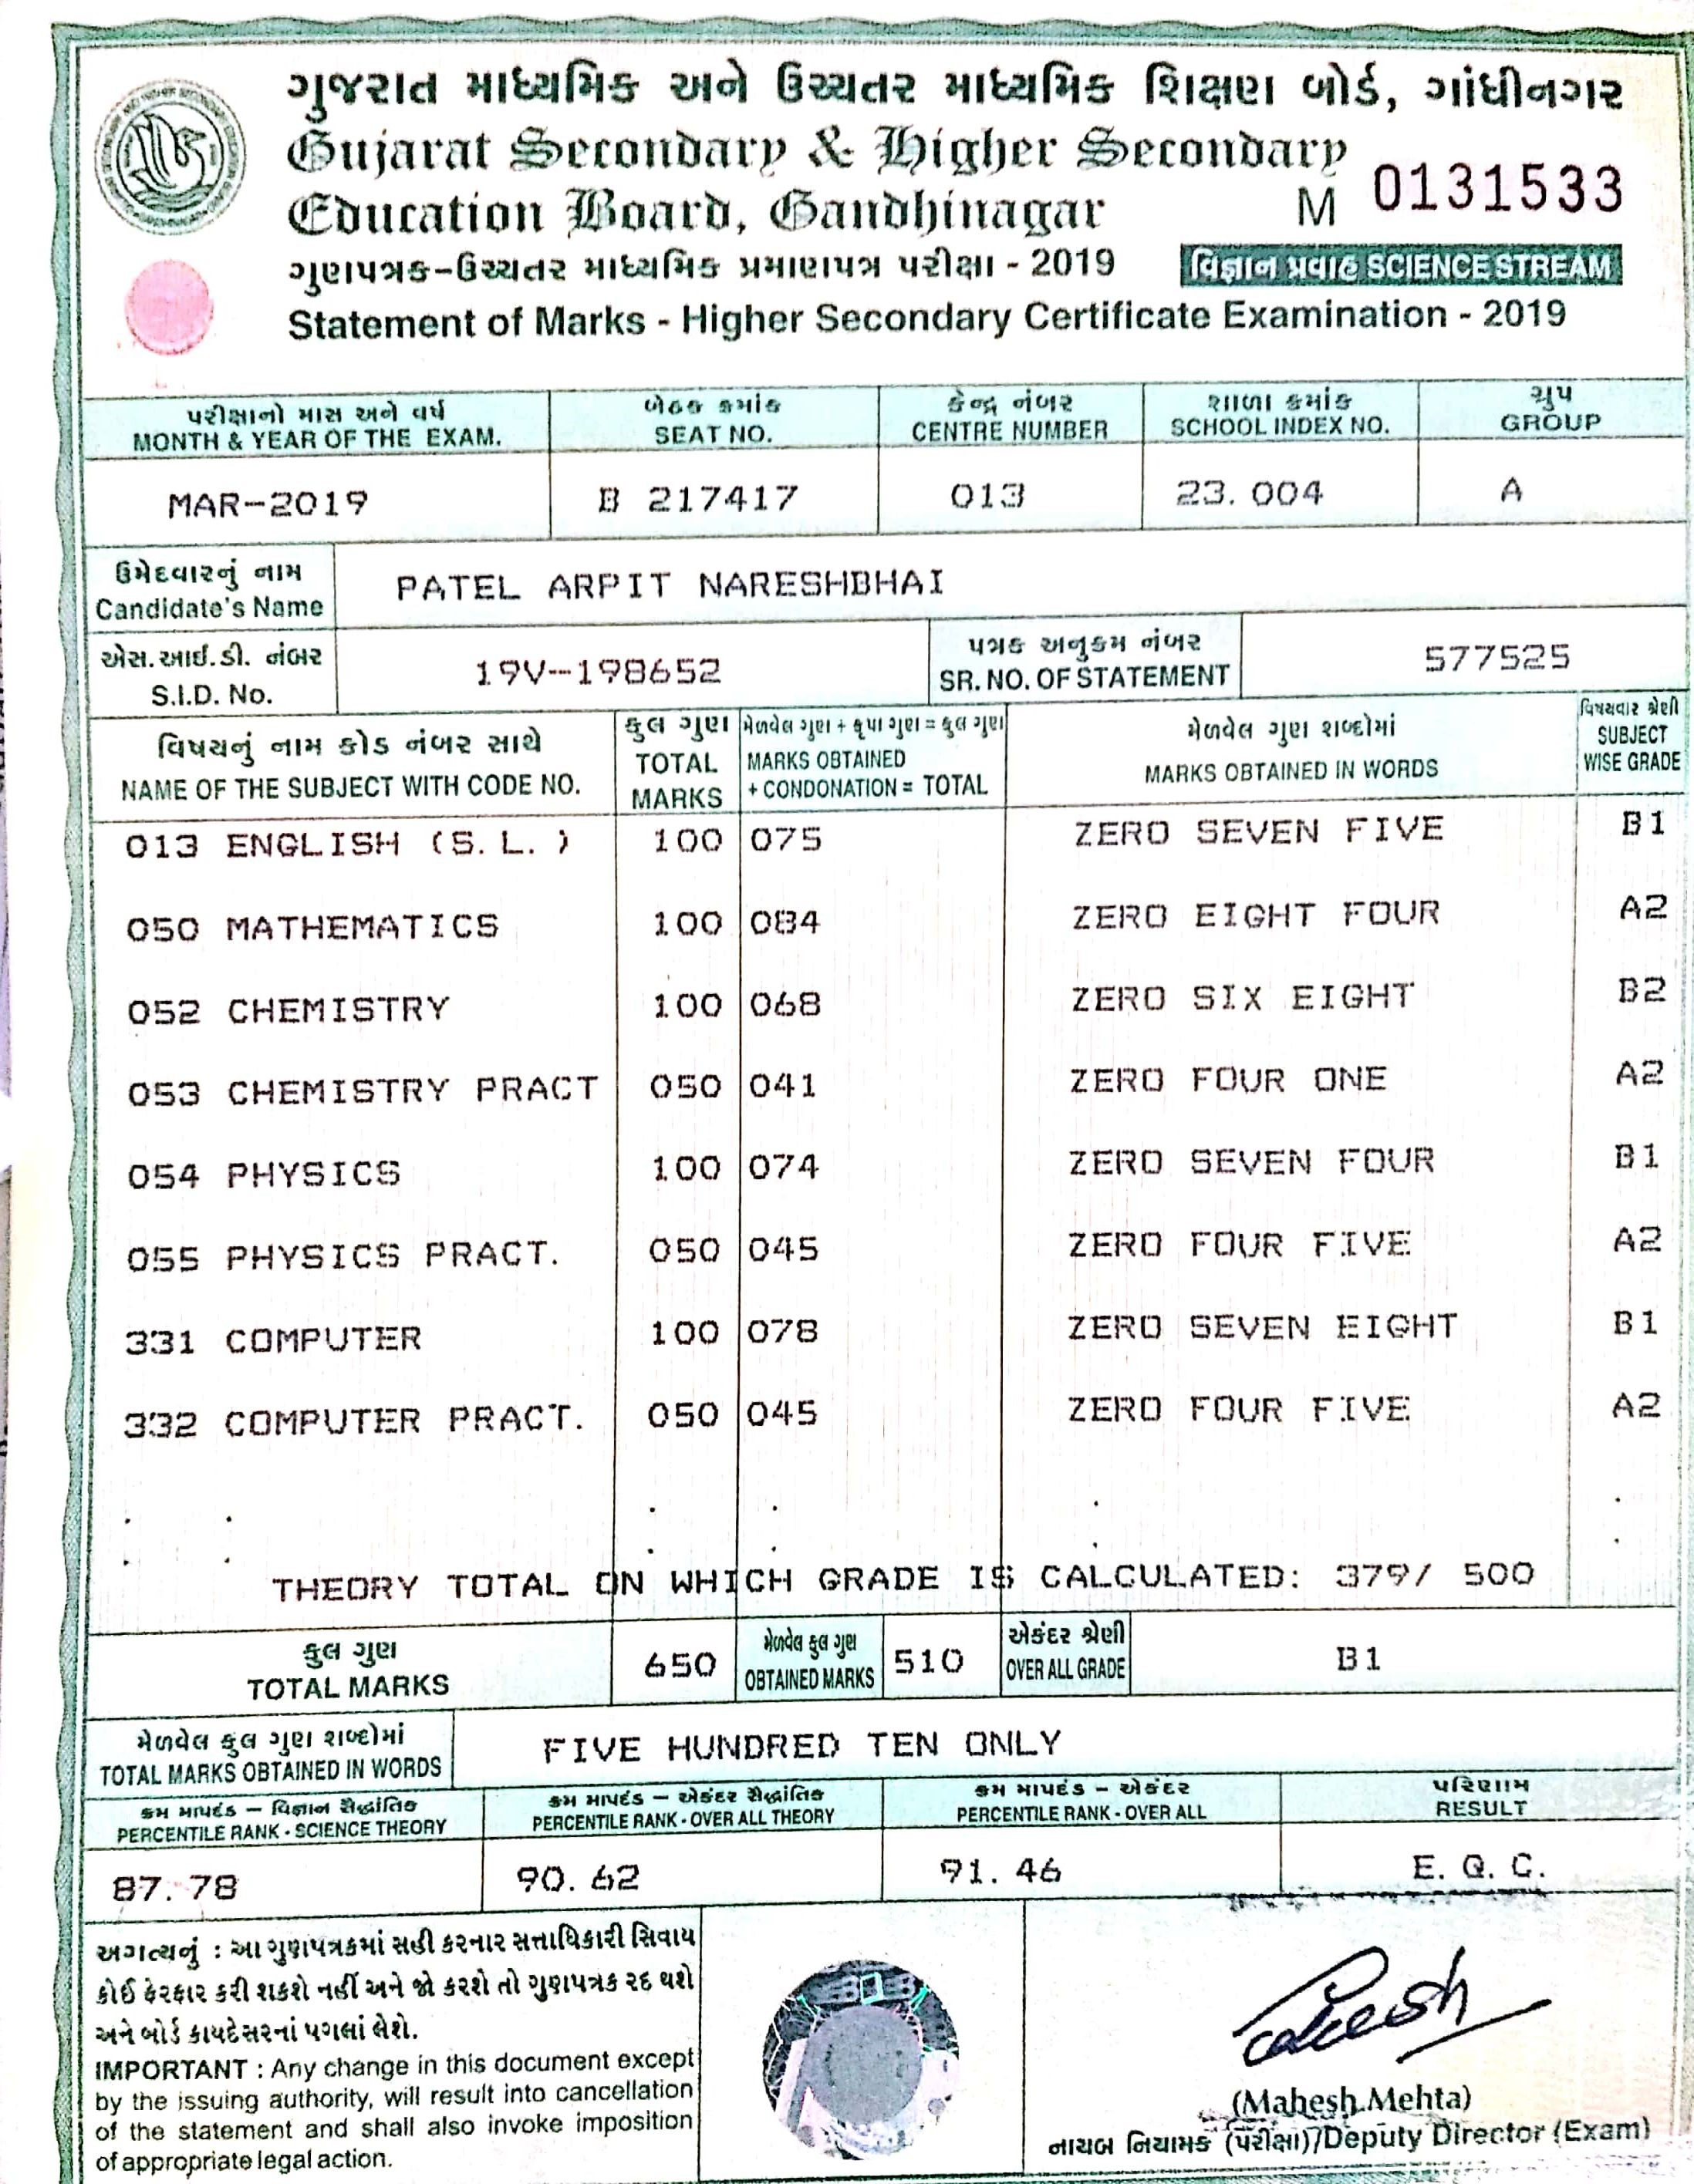 ગુજરાત માધ્યમિક અને ઉચ્ચતર માધ્યમિક શિક્ષણ બોર્ડ, ગાંધીનગર
Gujarat Secondary & Higher Secondary
Education Board, Gandhinagar
M 0131533
ગુણપત્રક-ઉચ્ચતર માધ્યમિક પ્રમાણપત્ર પરીક્ષા - 2019
વિજ્ઞાન પ્રવાહ SCIENCE STREAM
Statement of Marks - Higher Secondary Certificate Examination - 2019
પરીક્ષાનો માસ અને વર્ષ બેઠક ક્રમાંક કેન્દ્ર નંબર શાળા ક્રમાંક ગ્રુપ
MONTH & YEAR OF THE EXAM. SEAT NO. CENTRE NUMBER SCHOOL INDEX NO. GROUP
MAR-2019 B 217417 013 23.004 A
ઉમેદવારનું નામ
Candidate's Name PATEL ARPIT NARESHBHAI
એસ.આઈ.ડી. નંબર
S.I.D. No. 19V-198652
પત્રક અનુક્રમ નંબર
SR. NO. OF STATEMENT 577525
વિષયનું નામ કોડ નંબર સાથે
NAME OF THE SUBJECT WITH CODE NO.
કુલ ગુણ
TOTAL
MARKS
મેળવેલ ગુણ + કૃપા ગુણ = કુલ ગુણ
MARKS OBTAINED
+ CONDONATION = TOTAL
મેળવેલ ગુણ શબ્દોમાં
MARKS OBTAINED IN WORDS
વિષયવાર શ્રેણી
SUBJECT
WISE GRADE
013 ENGLISH (S.L.) 100 075 ZERO SEVEN FIVE B1
050 MATHEMATICS 100 084 ZERO EIGHT FOUR A2
052 CHEMISTRY 100 068 ZERO SIX EIGHT B2
053 CHEMISTRY PRACT 050 041 ZERO FOUR ONE A2
054 PHYSICS 100 074 ZERO SEVEN FOUR B1
055 PHYSICS PRACT. 050 045 ZERO FOUR FIVE A2
331 COMPUTER 100 078 ZERO SEVEN EIGHT B1
332 COMPUTER PRACT. 050 045 ZERO FOUR FIVE A2
THEORY TOTAL ON WHICH GRADE IS CALCULATED: 379/ 500
કુલ ગુણ
TOTAL MARKS 650
મેળવેલ કુલ ગુણ
OBTAINED MARKS 510
એકંદર શ્રેણી
OVER ALL GRADE B1
મેળવેલ કુલ ગુણ શબ્દોમાં
TOTAL MARKS OBTAINED IN WORDS FIVE HUNDRED TEN ONLY
ક્રમ માપદંડ - વિજ્ઞાન સૈદ્ધાંતિક ક્રમ માપદંડ - એકંદર સૈદ્ધાંતિક ક્રમ માપદંડ - એકંદર પરિણામ
PERCENTILE RANK - SCIENCE THEORY PERCENTILE RANK - OVER ALL THEORY PERCENTILE RANK - OVER ALL RESULT
87.78 90.62 91.46 E.Q.C.
અગત્યનું : આ ગુણપત્રકમાં સહી કરનાર સત્તાધિકારી સિવાય
કોઈ ફેરફાર કરી શકશે નહીં અને જો કરશે તો ગુણપત્રક રદ થશે
અને બોર્ડ કાયદેસરનાં પગલાં લેશે.
IMPORTANT : Any change in this document except
by the issuing authority, will result into cancellation
of the statement and shall also invoke imposition
of appropriate legal action.
(Mahesh Mehta)
નાયબ નિયામક (પરીક્ષા)/Deputy Director (Exam)